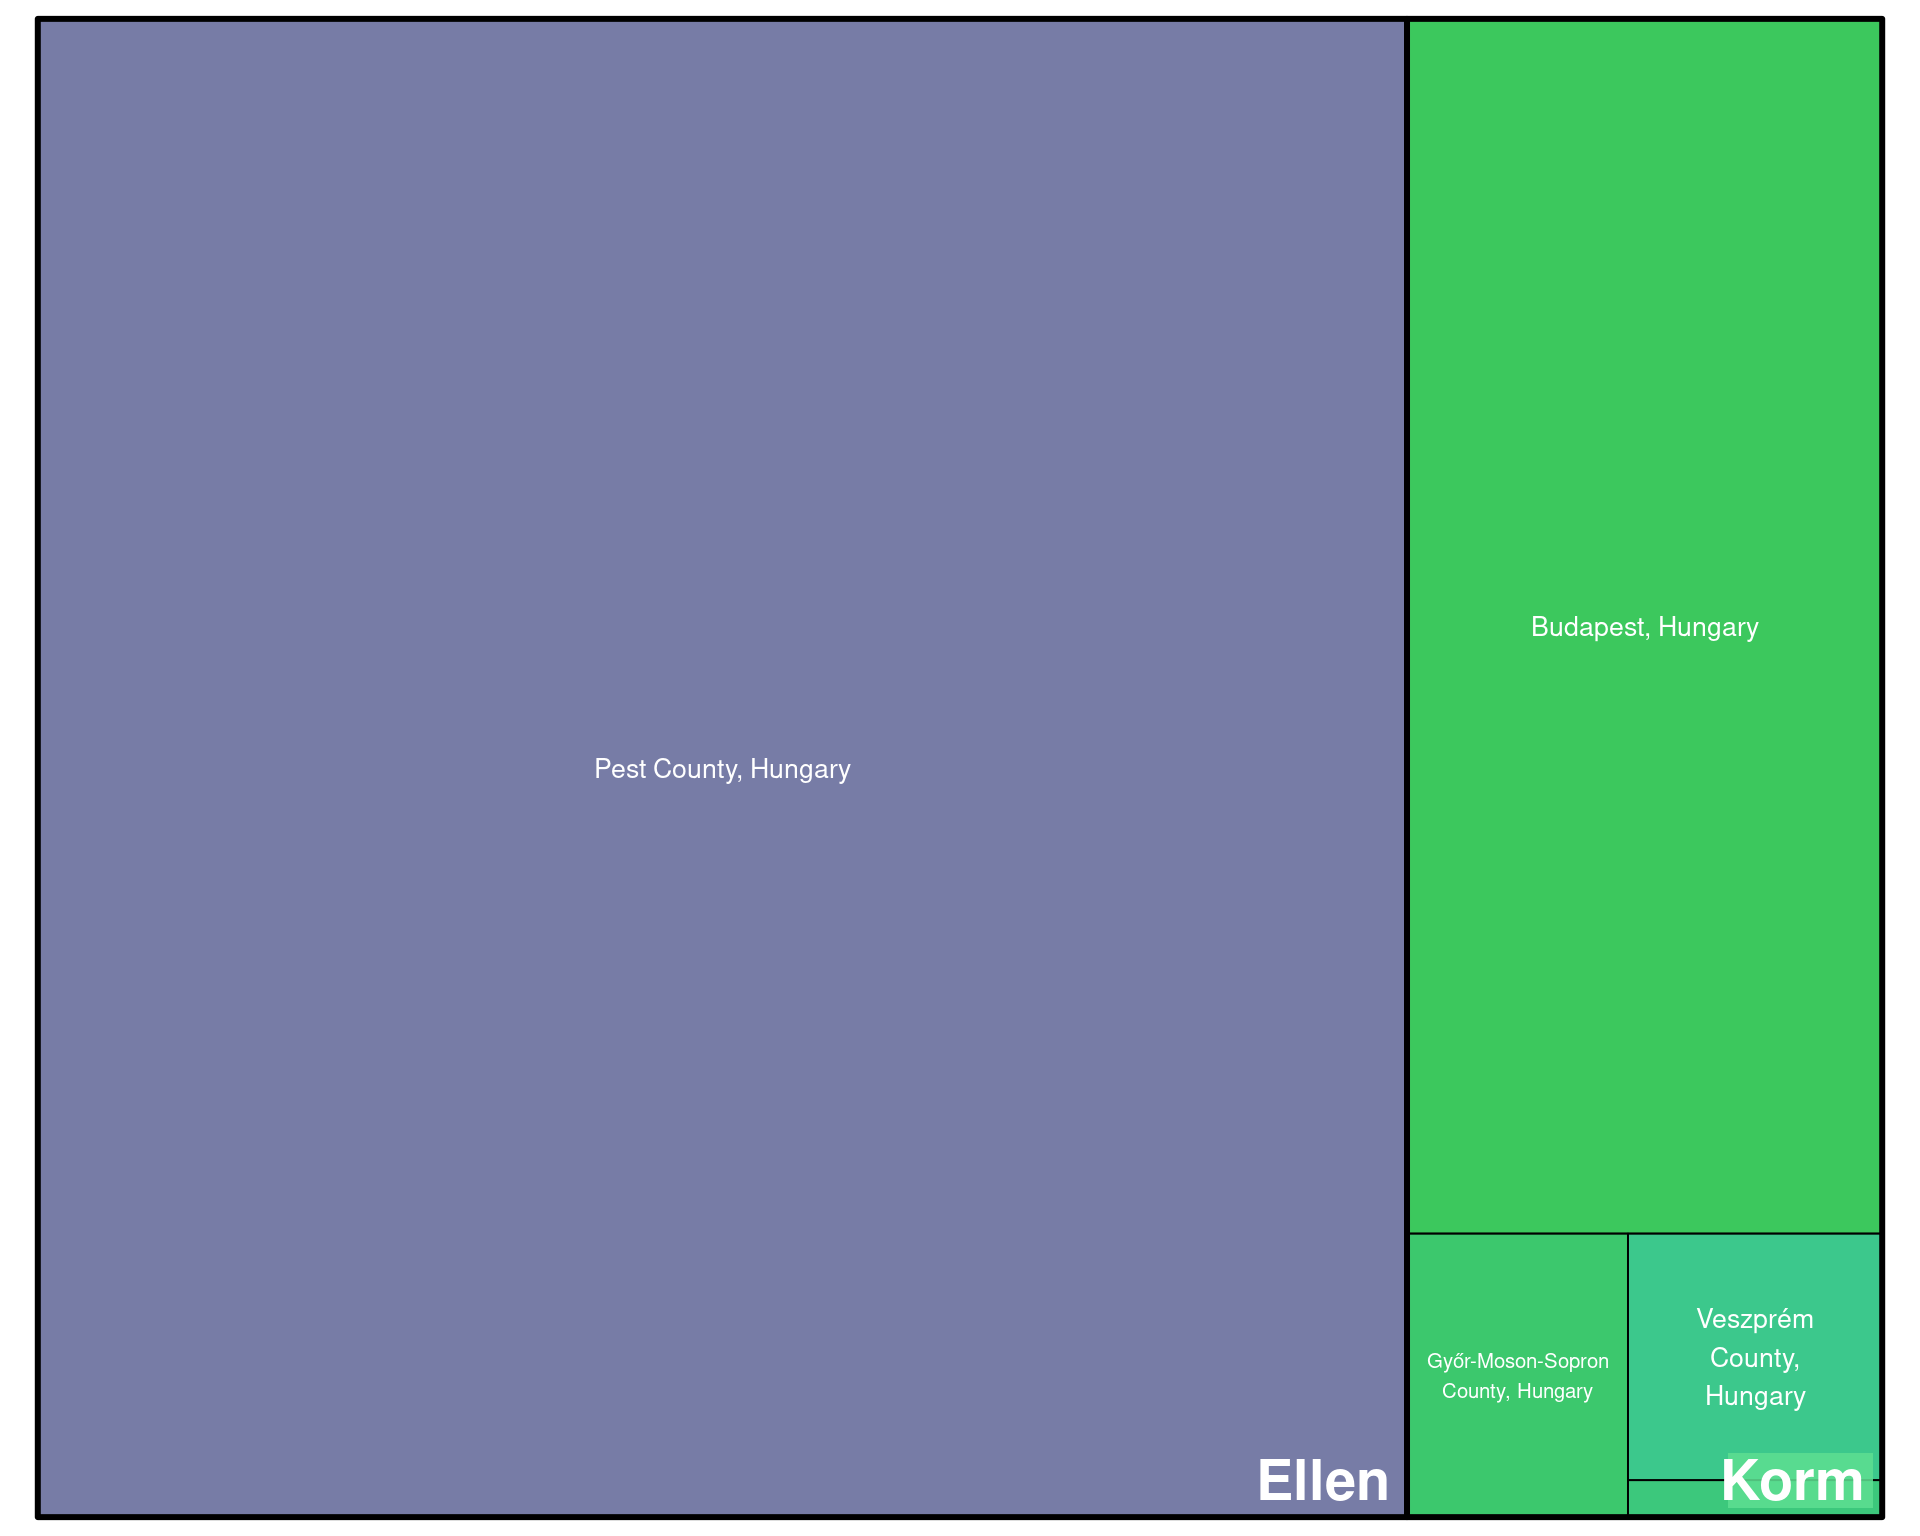 Pest County, Hungary
Ellen
Budapest, Hungary
Győr-Moson-Sopron
County, Hungary
Veszprém
County,
Hungary
Korm